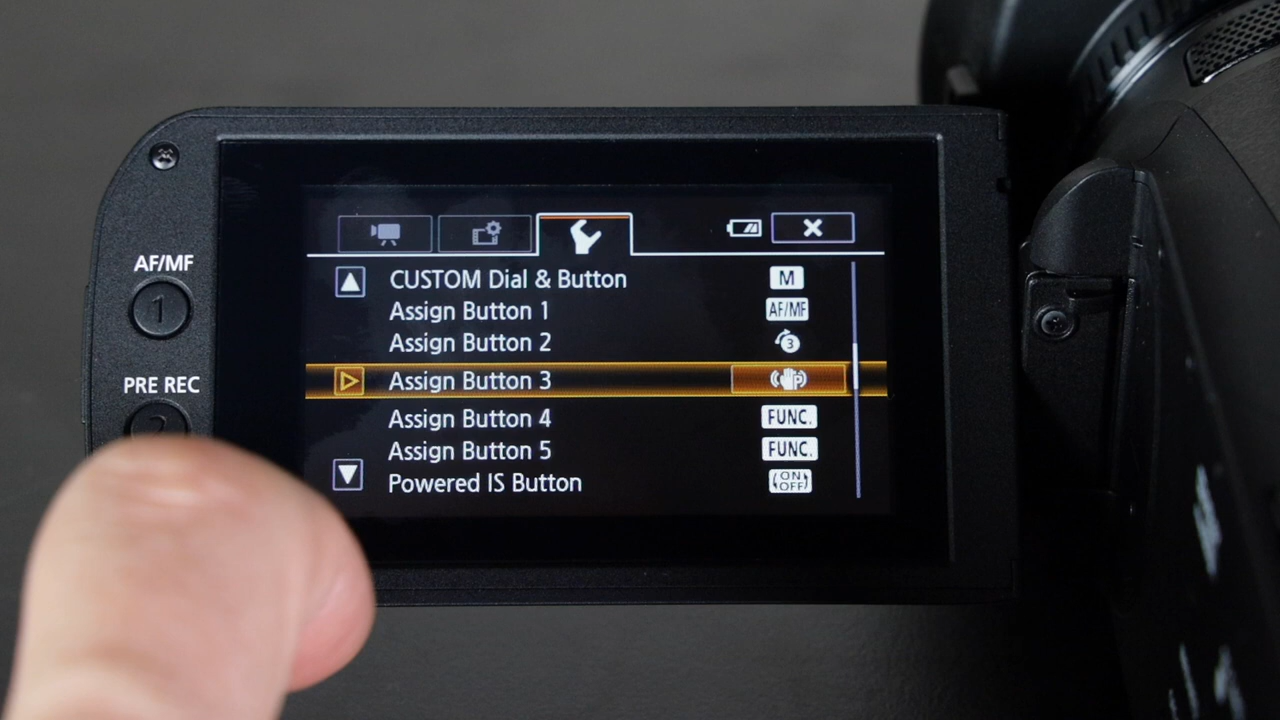 AF/MF
1
PRE REC
2
CUSTOM Dial & Button M
Assign Button 1 AF/MF
Assign Button 2 3
Assign Button 3 P
Assign Button 4 FUNC.
Assign Button 5 FUNC.
Powered IS Button ON OFF